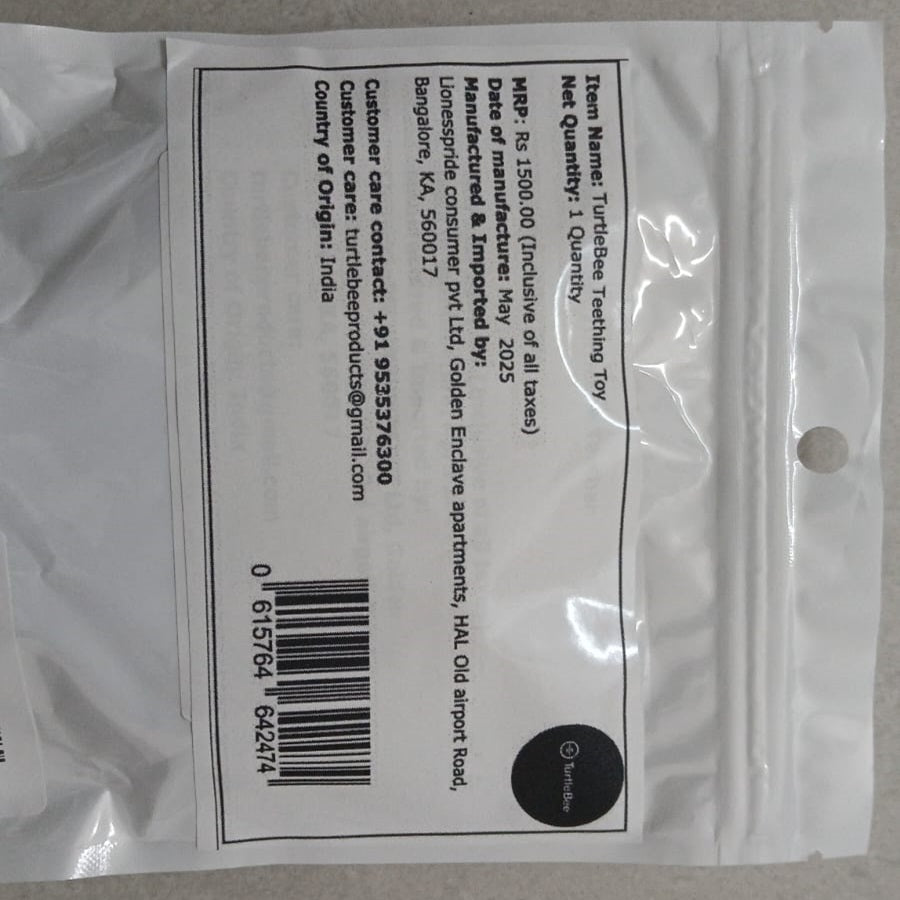 Item Name: TurtleBee Teething Toy
Net Quantity: 1 Quantity
MRP: Rs 1500.00 (Inclusive of all taxes)
Date of manufacture: May 2025
Manufactured & Imported by:
Lionesspride consumer pvt Ltd, Golden Enclave apartments, HAL Old airport Road,
Bangalore, KA, 560017
Customer care contact: +91 9535376300
Customer care: turtlebeeproducts@gmail.com
Country of Origin: India
0 615764 642474
TurtleBee